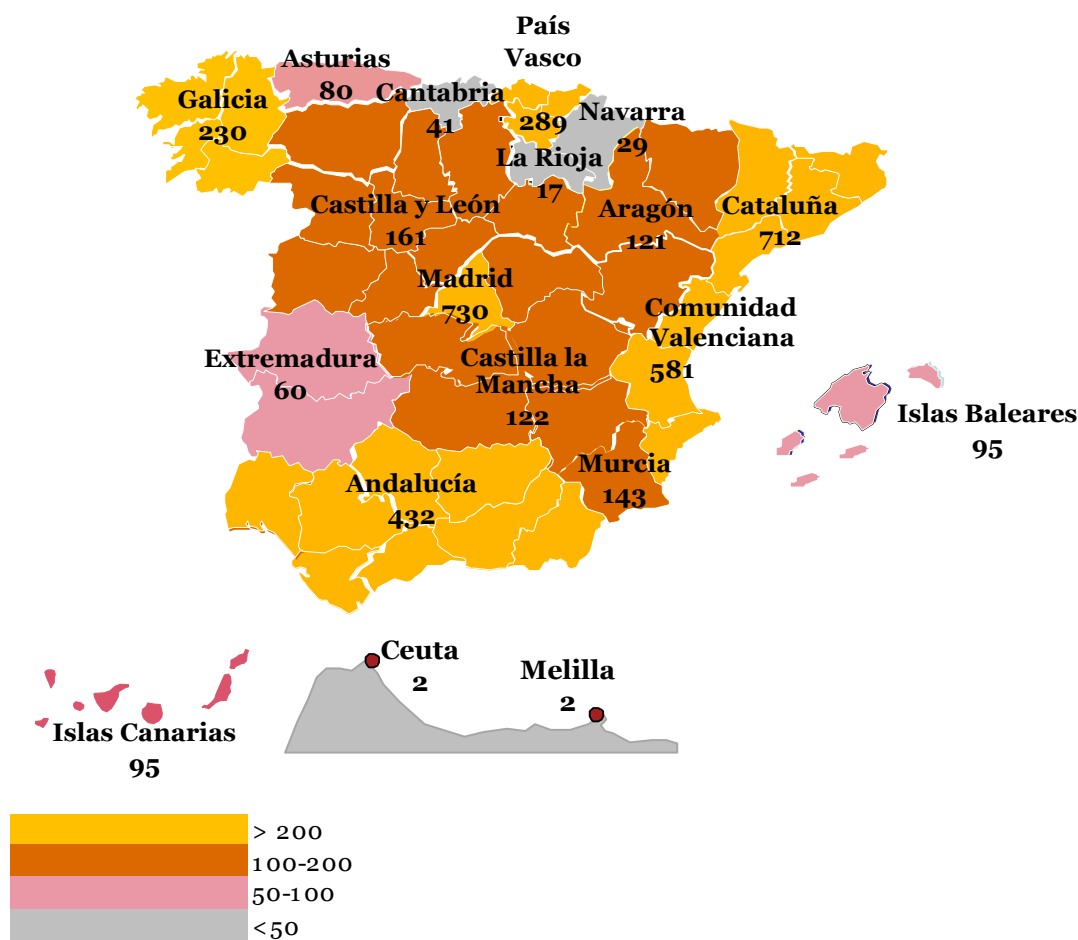 País
Vasco
289
Asturias
80
Cantabria
41
Galicia
230
Navarra
29
La Rioja
17
Castilla y León
161
Aragón
121
Cataluña
712
Madrid
730
Comunidad
Valenciana
581
Extremadura
60
Castilla la
Mancha
122
Islas Baleares
95
Murcia
143
Andalucía
432
Ceuta
2
Melilla
2
Islas Canarias
95
> 200
100-200
50-100
<50